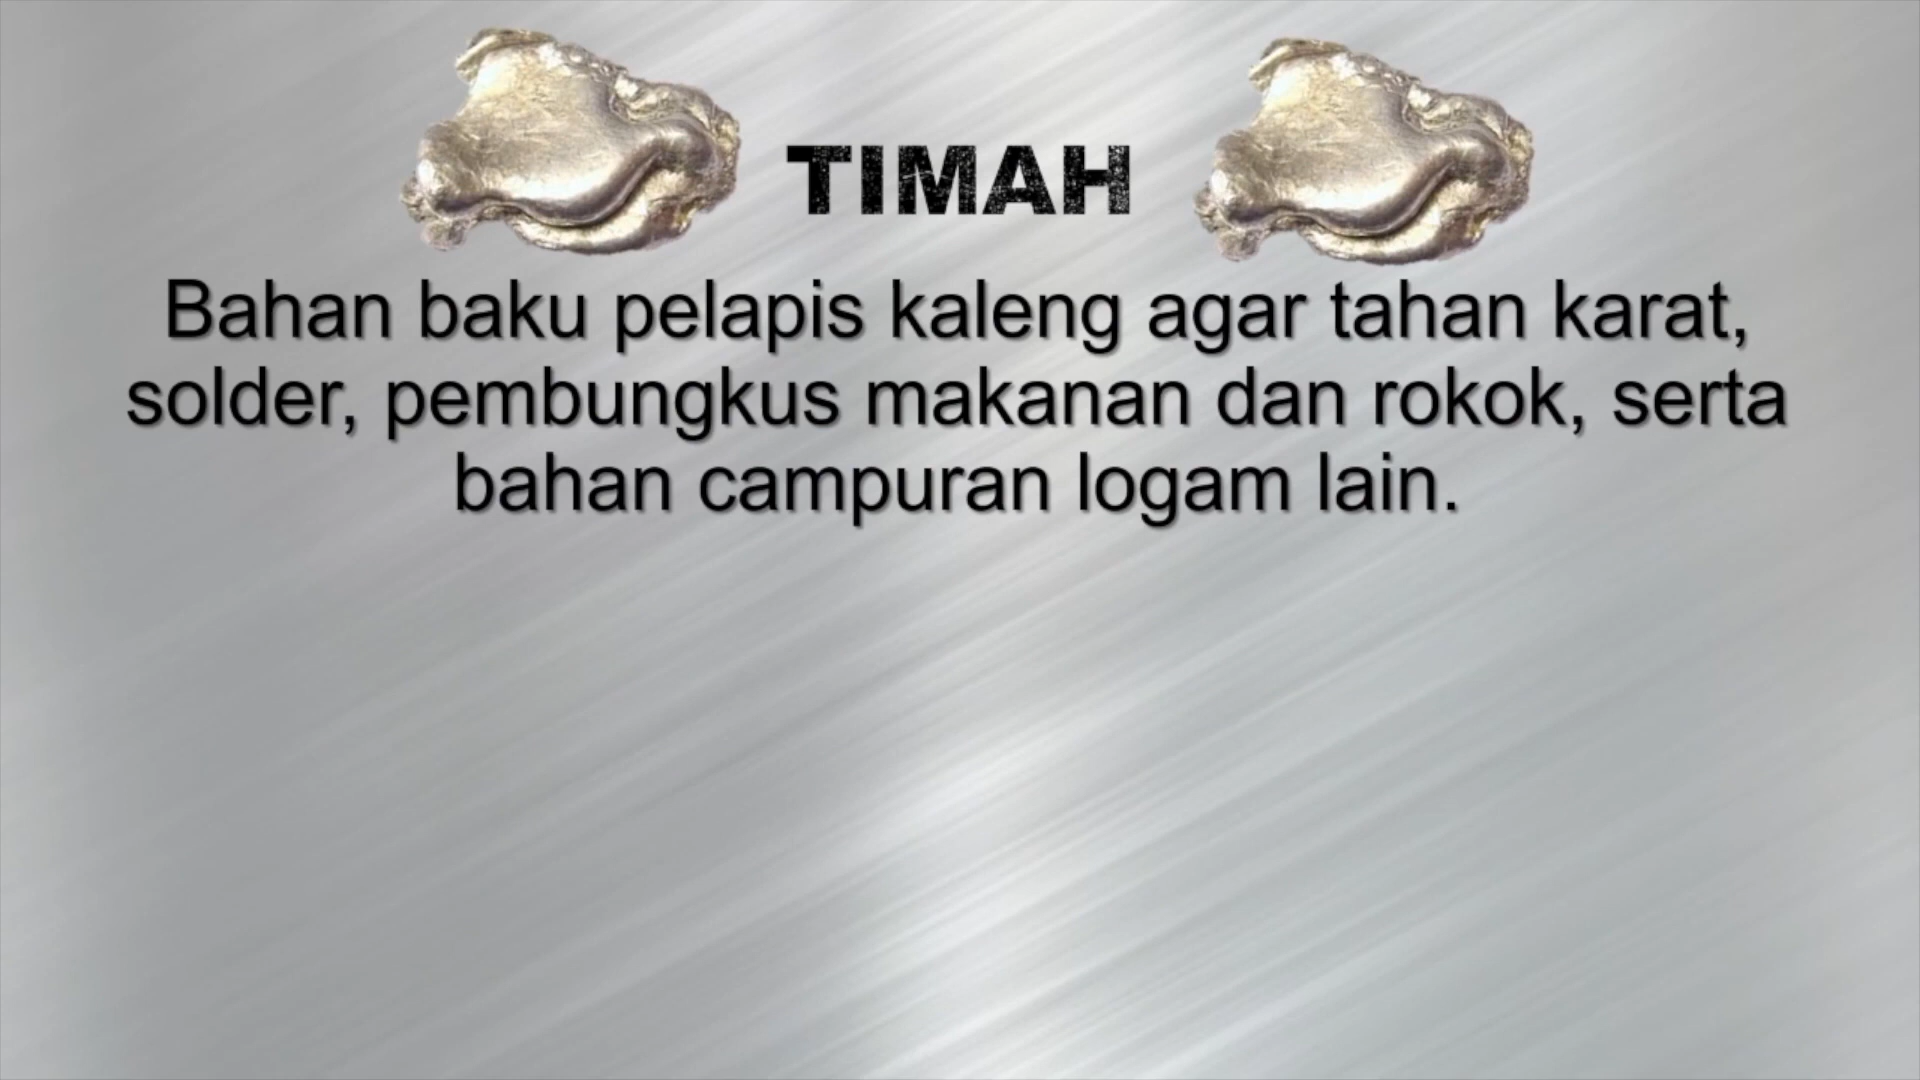 TIMAH
Bahan baku pelapis kaleng agar tahan karat,
solder, pembungkus makanan dan rokok, serta
bahan campuran logam lain.